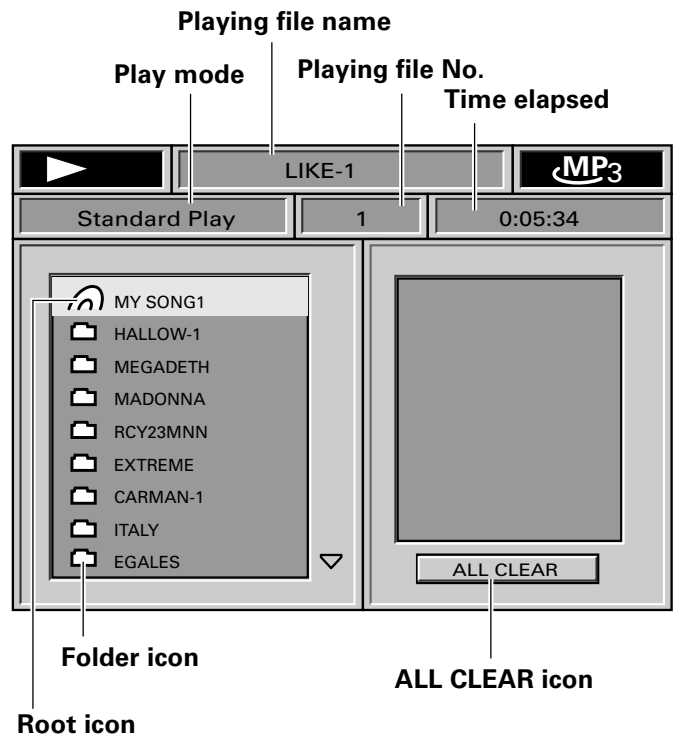 Playing file name
Play mode
Playing file No.
Time elapsed
LIKE-1
MP3
Standard Play
1
0:05:34
MY SONG1
HALLOW-1
MEGADETH
MADONNA
RCY23MNN
EXTREME
CARMAN-1
ITALY
EGALES
ALL CLEAR
Folder icon
ALL CLEAR icon
Root icon